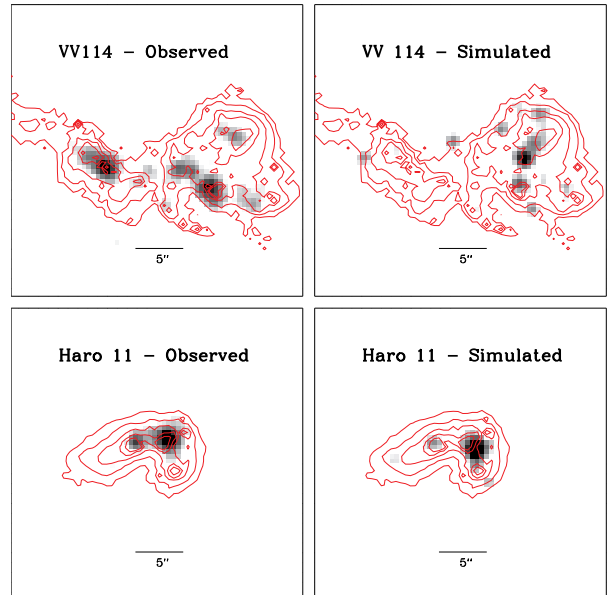 VV114 – Observed
VV 114 – Simulated
5"
5"
Haro 11 – Observed
Haro 11 – Simulated
5"
5"